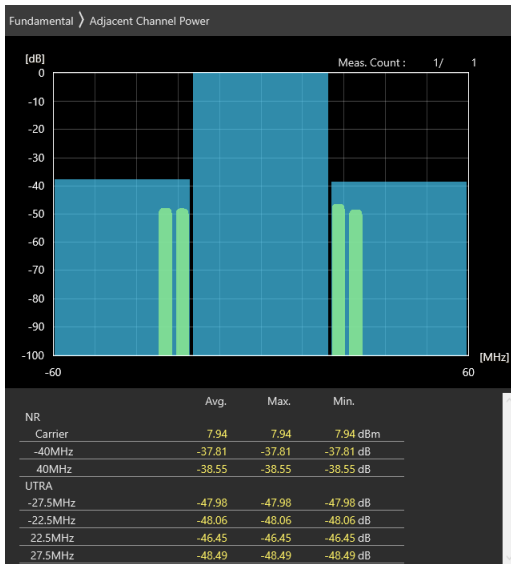 Fundamental 〉 Adjacent Channel Power
[dB]
Meas. Count : 1/ 1
0
-10
-20
-30
-40
-50
-60
-70
-80
-90
-100
[MHz]
-60 60
Avg. Max. Min.
NR
Carrier 7.94 7.94 7.94 dBm
-40MHz -37.81 -37.81 -37.81 dB
40MHz -38.55 -38.55 -38.55 dB
UTRA
-27.5MHz -47.98 -47.98 -47.98 dB
-22.5MHz -48.06 -48.06 -48.06 dB
22.5MHz -46.45 -46.45 -46.45 dB
27.5MHz -48.49 -48.49 -48.49 dB